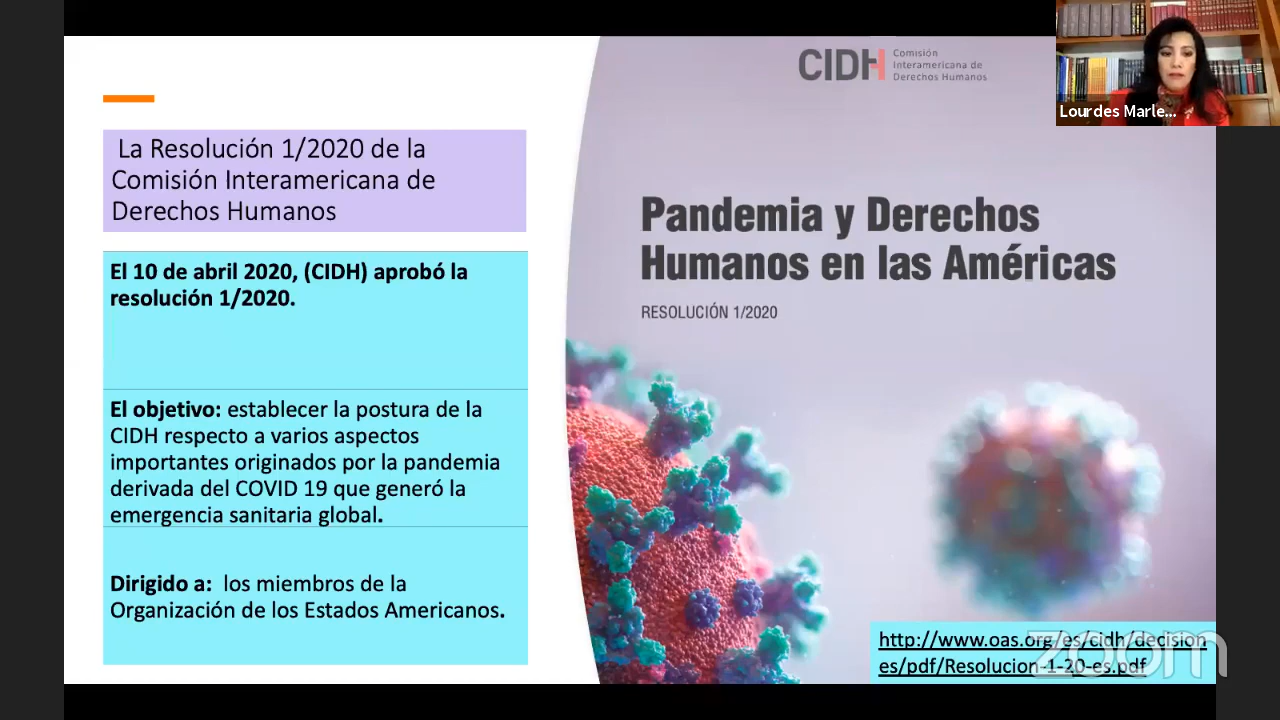 La Resolución 1/2020 de la
Comisión Interamericana de
Derechos Humanos
El 10 de abril 2020, (CIDH) aprobó la
resolución 1/2020.
El objetivo: establecer la postura de la
CIDH respecto a varios aspectos
importantes originados por la pandemia
derivada del COVID 19 que generó la
emergencia sanitaria global.
Dirigido a: los miembros de la
Organización de los Estados Americanos.
CIDH
Comisión
Interamericana de
Derechos Humanos
Pandemia y Derechos
Humanos en las Américas
RESOLUCIÓN 1/2020
http://www.oas.org/es/cidh/decision
es/pdf/Resolucion-1-20-es.pdf
zoom
Lourdes Marle...